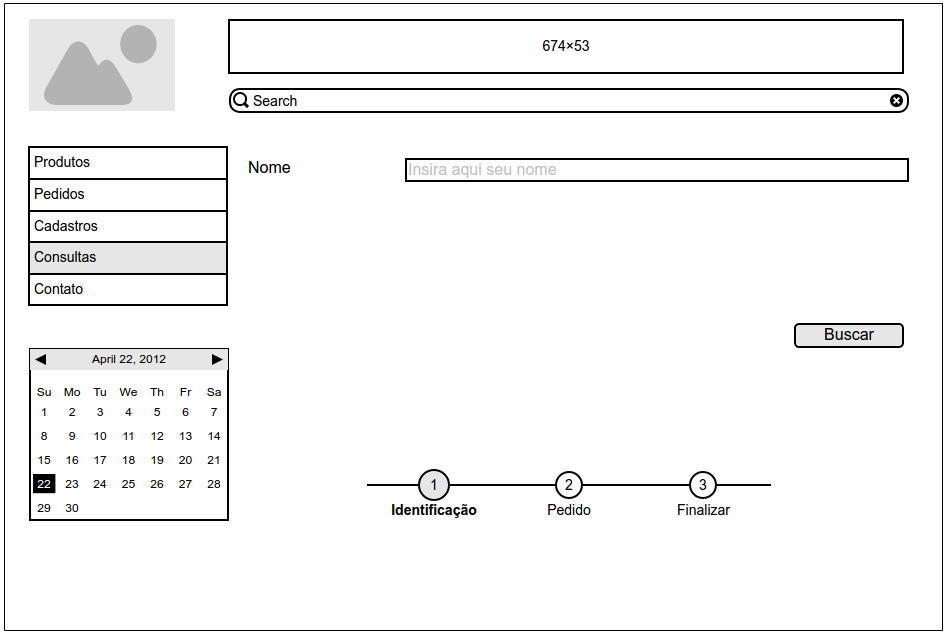 674×53
Search
Produtos
Pedidos
Cadastros
Consultas
Contato
Nome
Insira aqui seu nome
Buscar
April 22, 2012
Su Mo Tu We Th Fr Sa
1 2 3 4 5 6 7
8 9 10 11 12 13 14
15 16 17 18 19 20 21
22 23 24 25 26 27 28
29 30
1 2 3
Identificação Pedido Finalizar